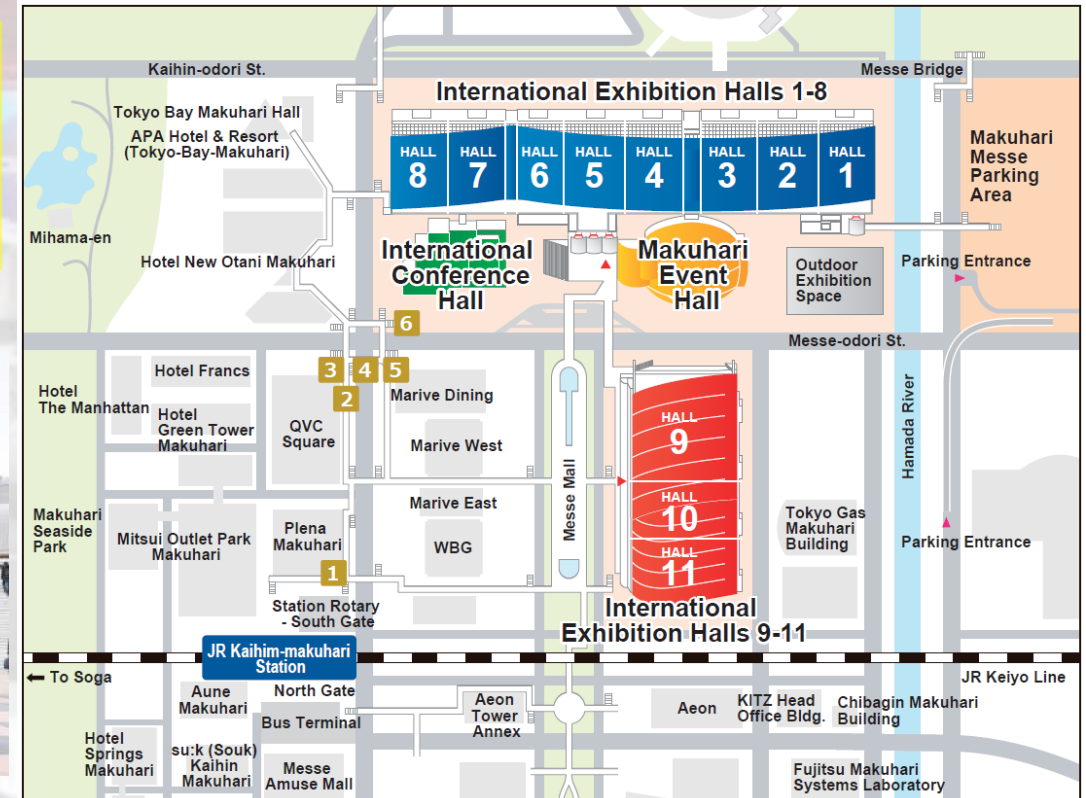 Kaihin-odori St.
Messe Bridge
International Exhibition Halls 1-8
Tokyo Bay Makuhari Hall
APA Hotel & Resort
(Tokyo-Bay-Makuhari)
HALL
8
HALL
7
HALL
6
HALL
5
HALL
4
HALL
3
HALL
2
HALL
1
Makuhari
Messe
Parking
Area
Mihama-en
Hotel New Otani Makuhari
International
Conference
Hall
Makuhari
Event
Hall
Outdoor
Exhibition
Space
Parking Entrance
6
Messe-odori St.
3
4
5
2
Hotel
The Manhattan
Hotel Francs
Hotel
Green Tower
Makuhari
QVC
Square
Marive Dining
Marive West
Marive East
WBG
Messe Mall
HALL
9
HALL
10
HALL
11
Hamada River
Makuhari
Seaside
Park
Mitsui Outlet Park
Makuhari
Plena
Makuhari
1
Tokyo Gas
Makuhari
Building
Parking Entrance
Station Rotary
- South Gate
International
Exhibition Halls 9-11
JR Kaihim-makuhari
Station
← To Soga
JR Keiyo Line
Aune
Makuhari
North Gate
Bus Terminal
Aeon
Tower
Annex
Aeon
KITZ Head
Office Bldg.
Chibagin Makuhari
Building
Hotel
Springs
Makuhari
su:k (Souk)
Kaihin
Makuhari
Messe
Amuse Mall
Fujitsu Makuhari
Systems Laboratory